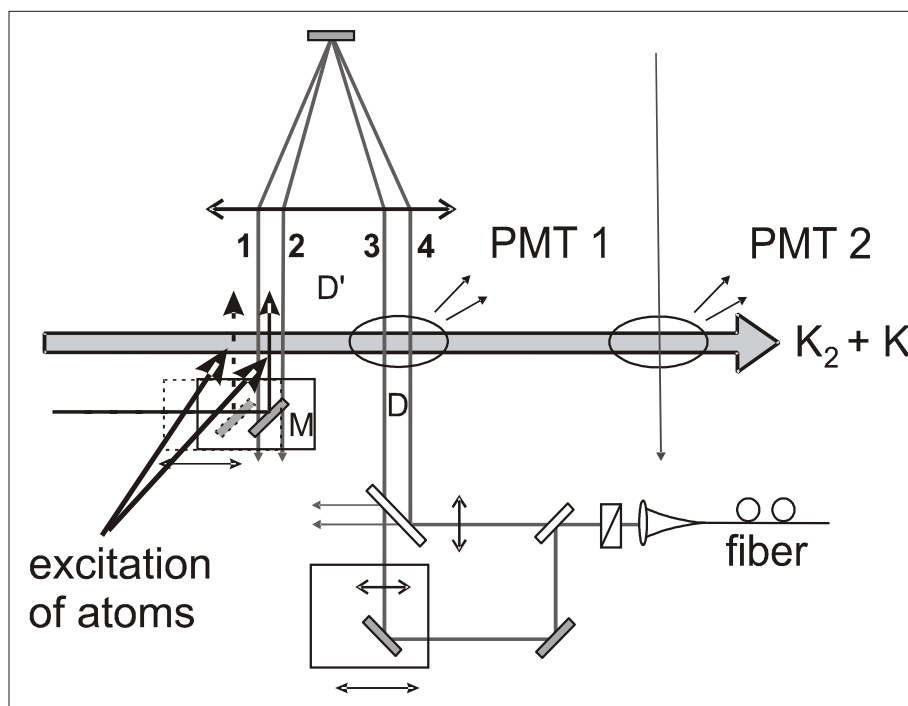 1 2 3 4
PMT 1
PMT 2
D'
K₂ + K
D
M
excitation
of atoms
fiber